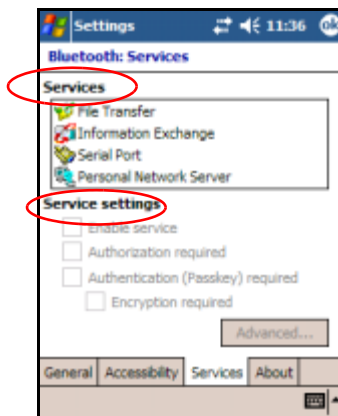 Settings 11:36 ok
Bluetooth: Services
Services
File Transfer
Information Exchange
Serial Port
Personal Network Server
Service settings
Enable service
Authorization required
Authentication (Passkey) required
Encryption required
Advanced...
General Accessibility Services About